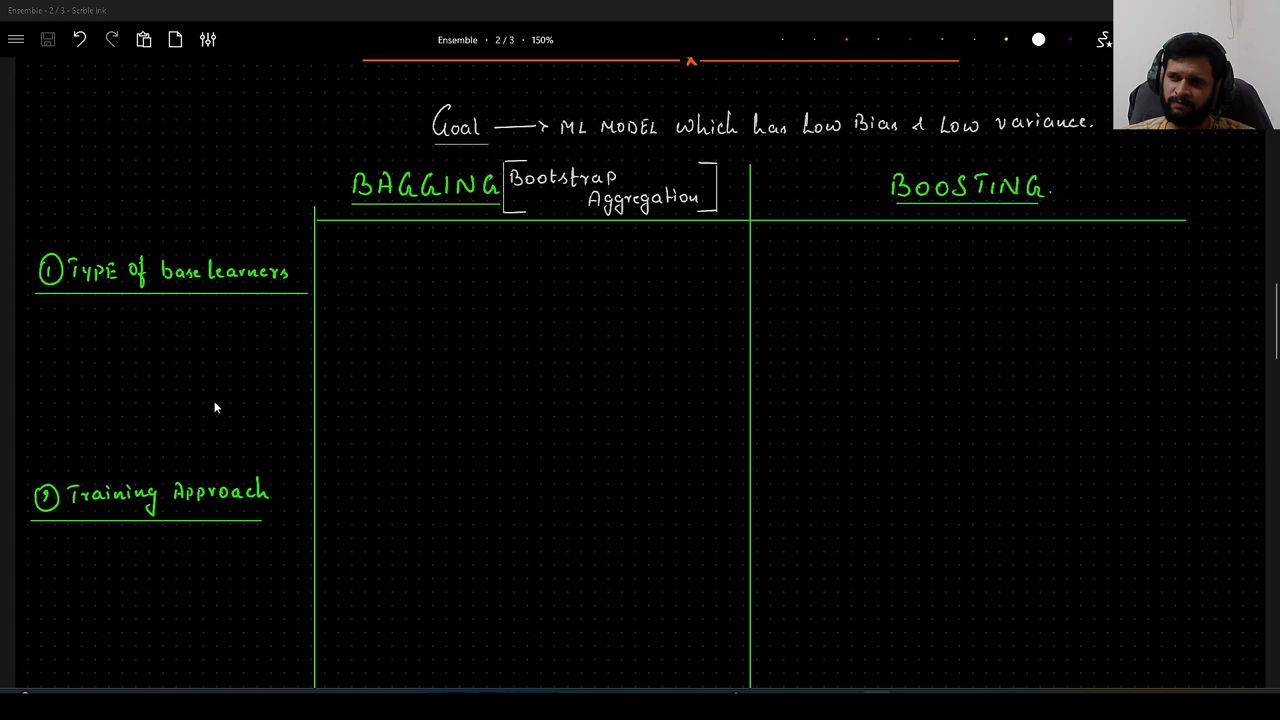 Ensemble - 2 / 3 - Scrble Ink
Ensemble • 2 / 3 • 150%
Goal → ML MODEL which has Low Bias & Low variance.
BAGGING [Bootstrap Aggregation]
BOOSTING.
① TYPE of base learners
② Training Approach